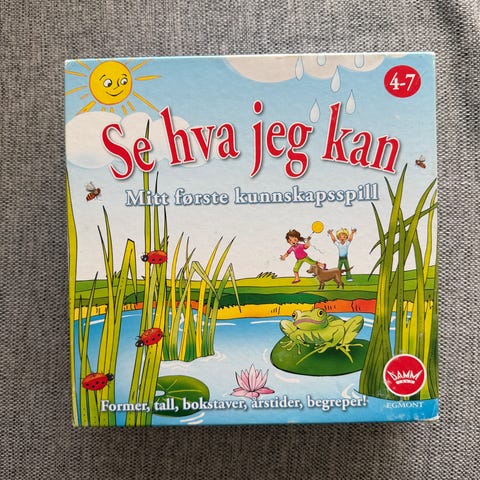 4-7
Se hva jeg kan
Mitt første kunnskapsspill
Former, tall, bokstaver, årstider, begreper!
DAMM
EGMONT